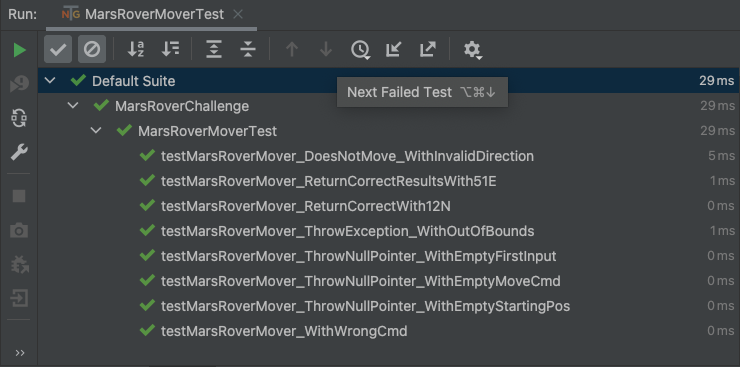 Run: NG MarsRoverMoverTest ×
Default Suite 29 ms
Next Failed Test ⌥⌘↓
MarsRoverChallenge 29 ms
MarsRoverMoverTest 29 ms
testMarsRoverMover_DoesNotMove_WithInvalidDirection 5 ms
testMarsRoverMover_ReturnCorrectResultsWith51E 1 ms
testMarsRoverMover_ReturnCorrectWith12N 0 ms
testMarsRoverMover_ThrowException_WithOutOfBounds 1 ms
testMarsRoverMover_ThrowNullPointer_WithEmptyFirstInput 0 ms
testMarsRoverMover_ThrowNullPointer_WithEmptyMoveCmd 0 ms
testMarsRoverMover_ThrowNullPointer_WithEmptyStartingPos 0 ms
testMarsRoverMover_WithWrongCmd 0 ms